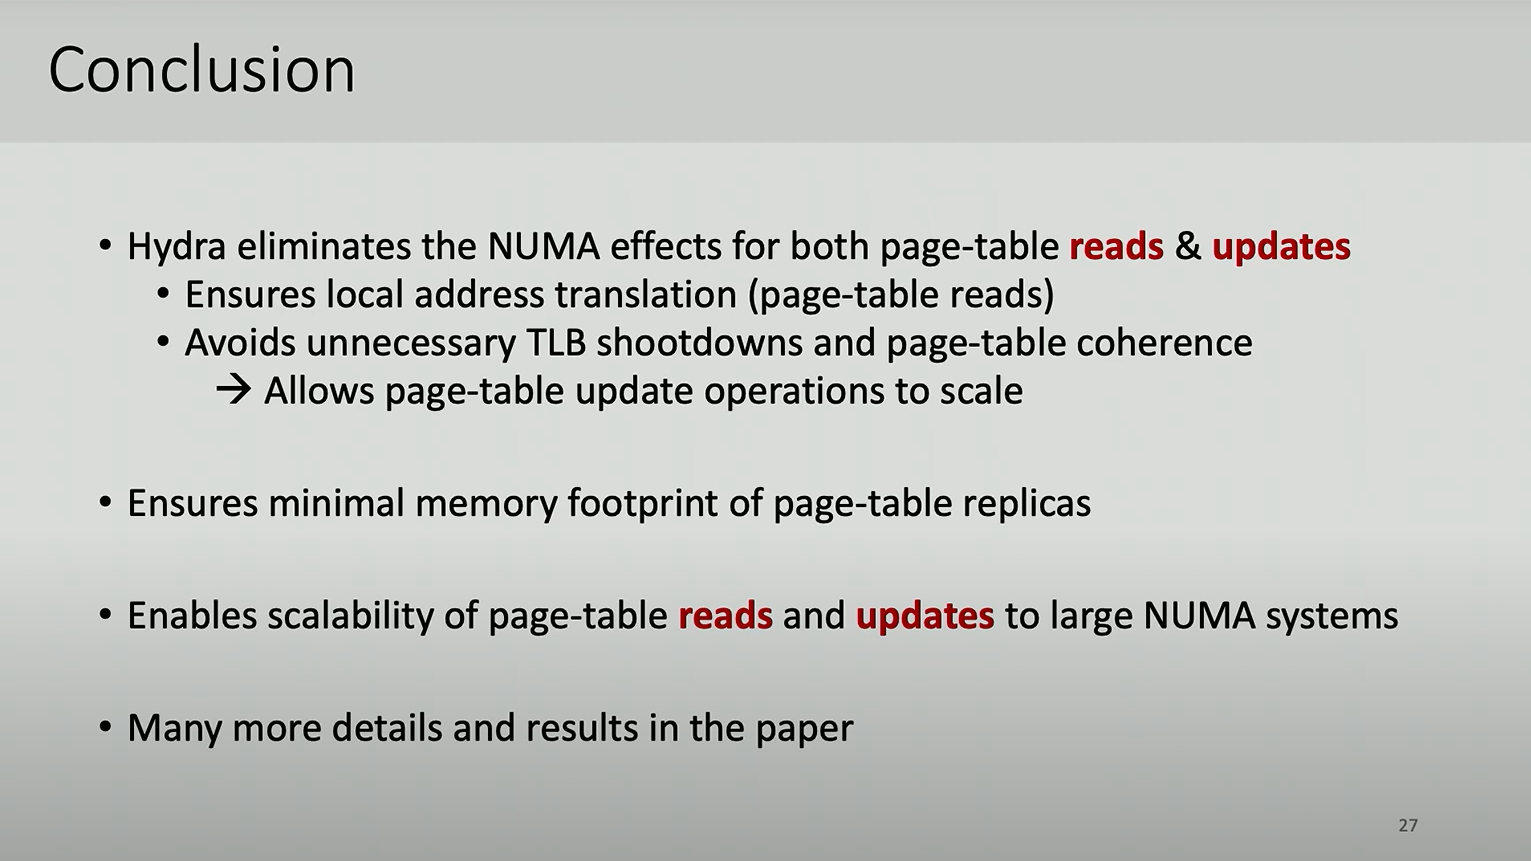 Conclusion
• Hydra eliminates the NUMA effects for both page-table reads & updates
• Ensures local address translation (page-table reads)
• Avoids unnecessary TLB shootdowns and page-table coherence
→ Allows page-table update operations to scale
• Ensures minimal memory footprint of page-table replicas
• Enables scalability of page-table reads and updates to large NUMA systems
• Many more details and results in the paper
27